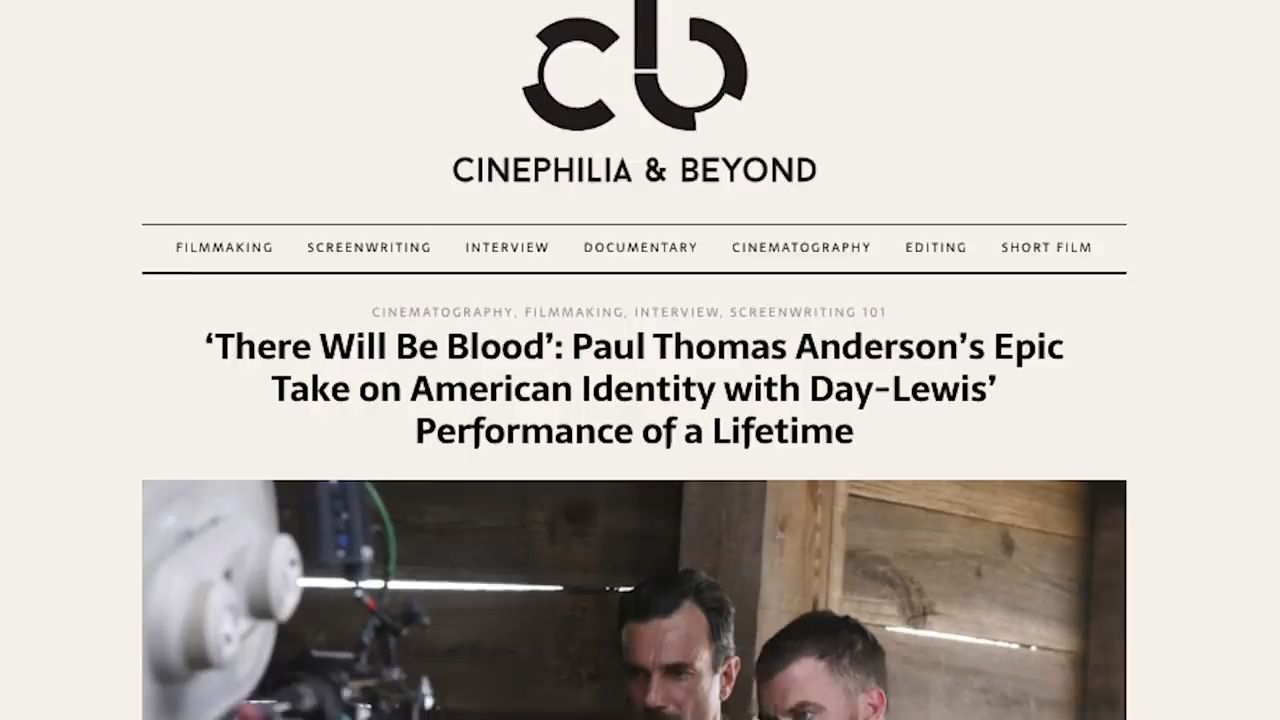 cb
CINEPHILIA & BEYOND
FILMMAKING SCREENWRITING INTERVIEW DOCUMENTARY CINEMATOGRAPHY EDITING SHORT FILM
CINEMATOGRAPHY, FILMMAKING, INTERVIEW, SCREENWRITING 101
‘There Will Be Blood’: Paul Thomas Anderson’s Epic
Take on American Identity with Day-Lewis’
Performance of a Lifetime